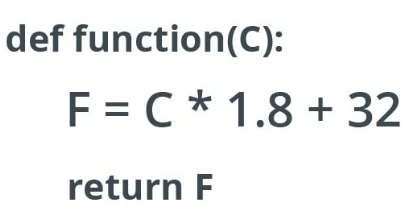 def function(C):
F = C * 1.8 + 32
return F